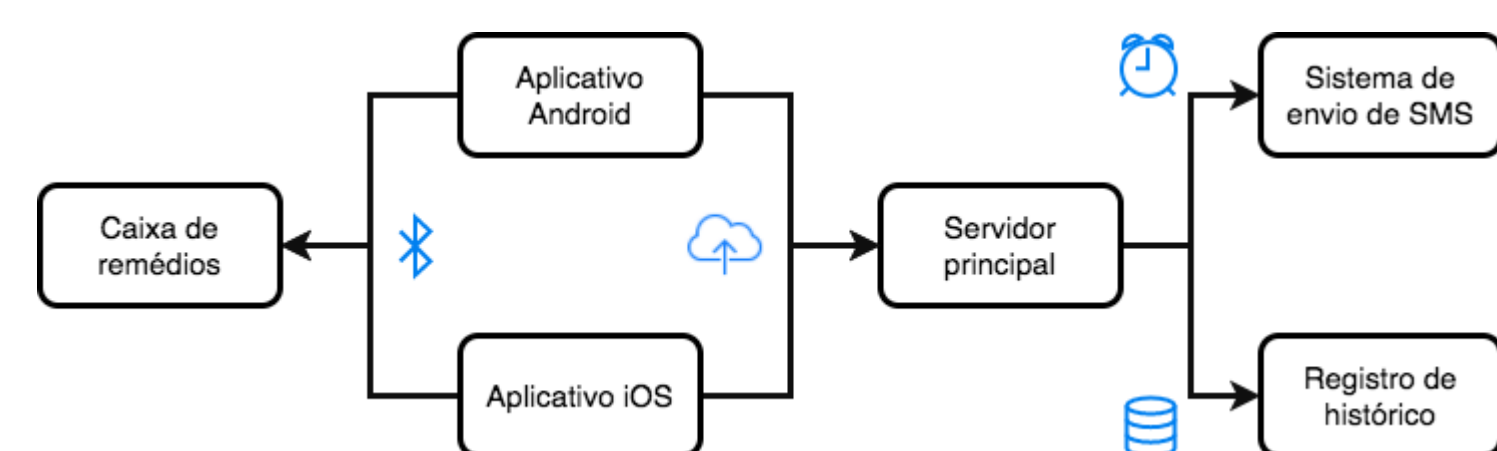 Aplicativo
Android
Sistema de
envio de SMS
Caixa de
remédios
Servidor
principal
Aplicativo iOS
Registro de
histórico